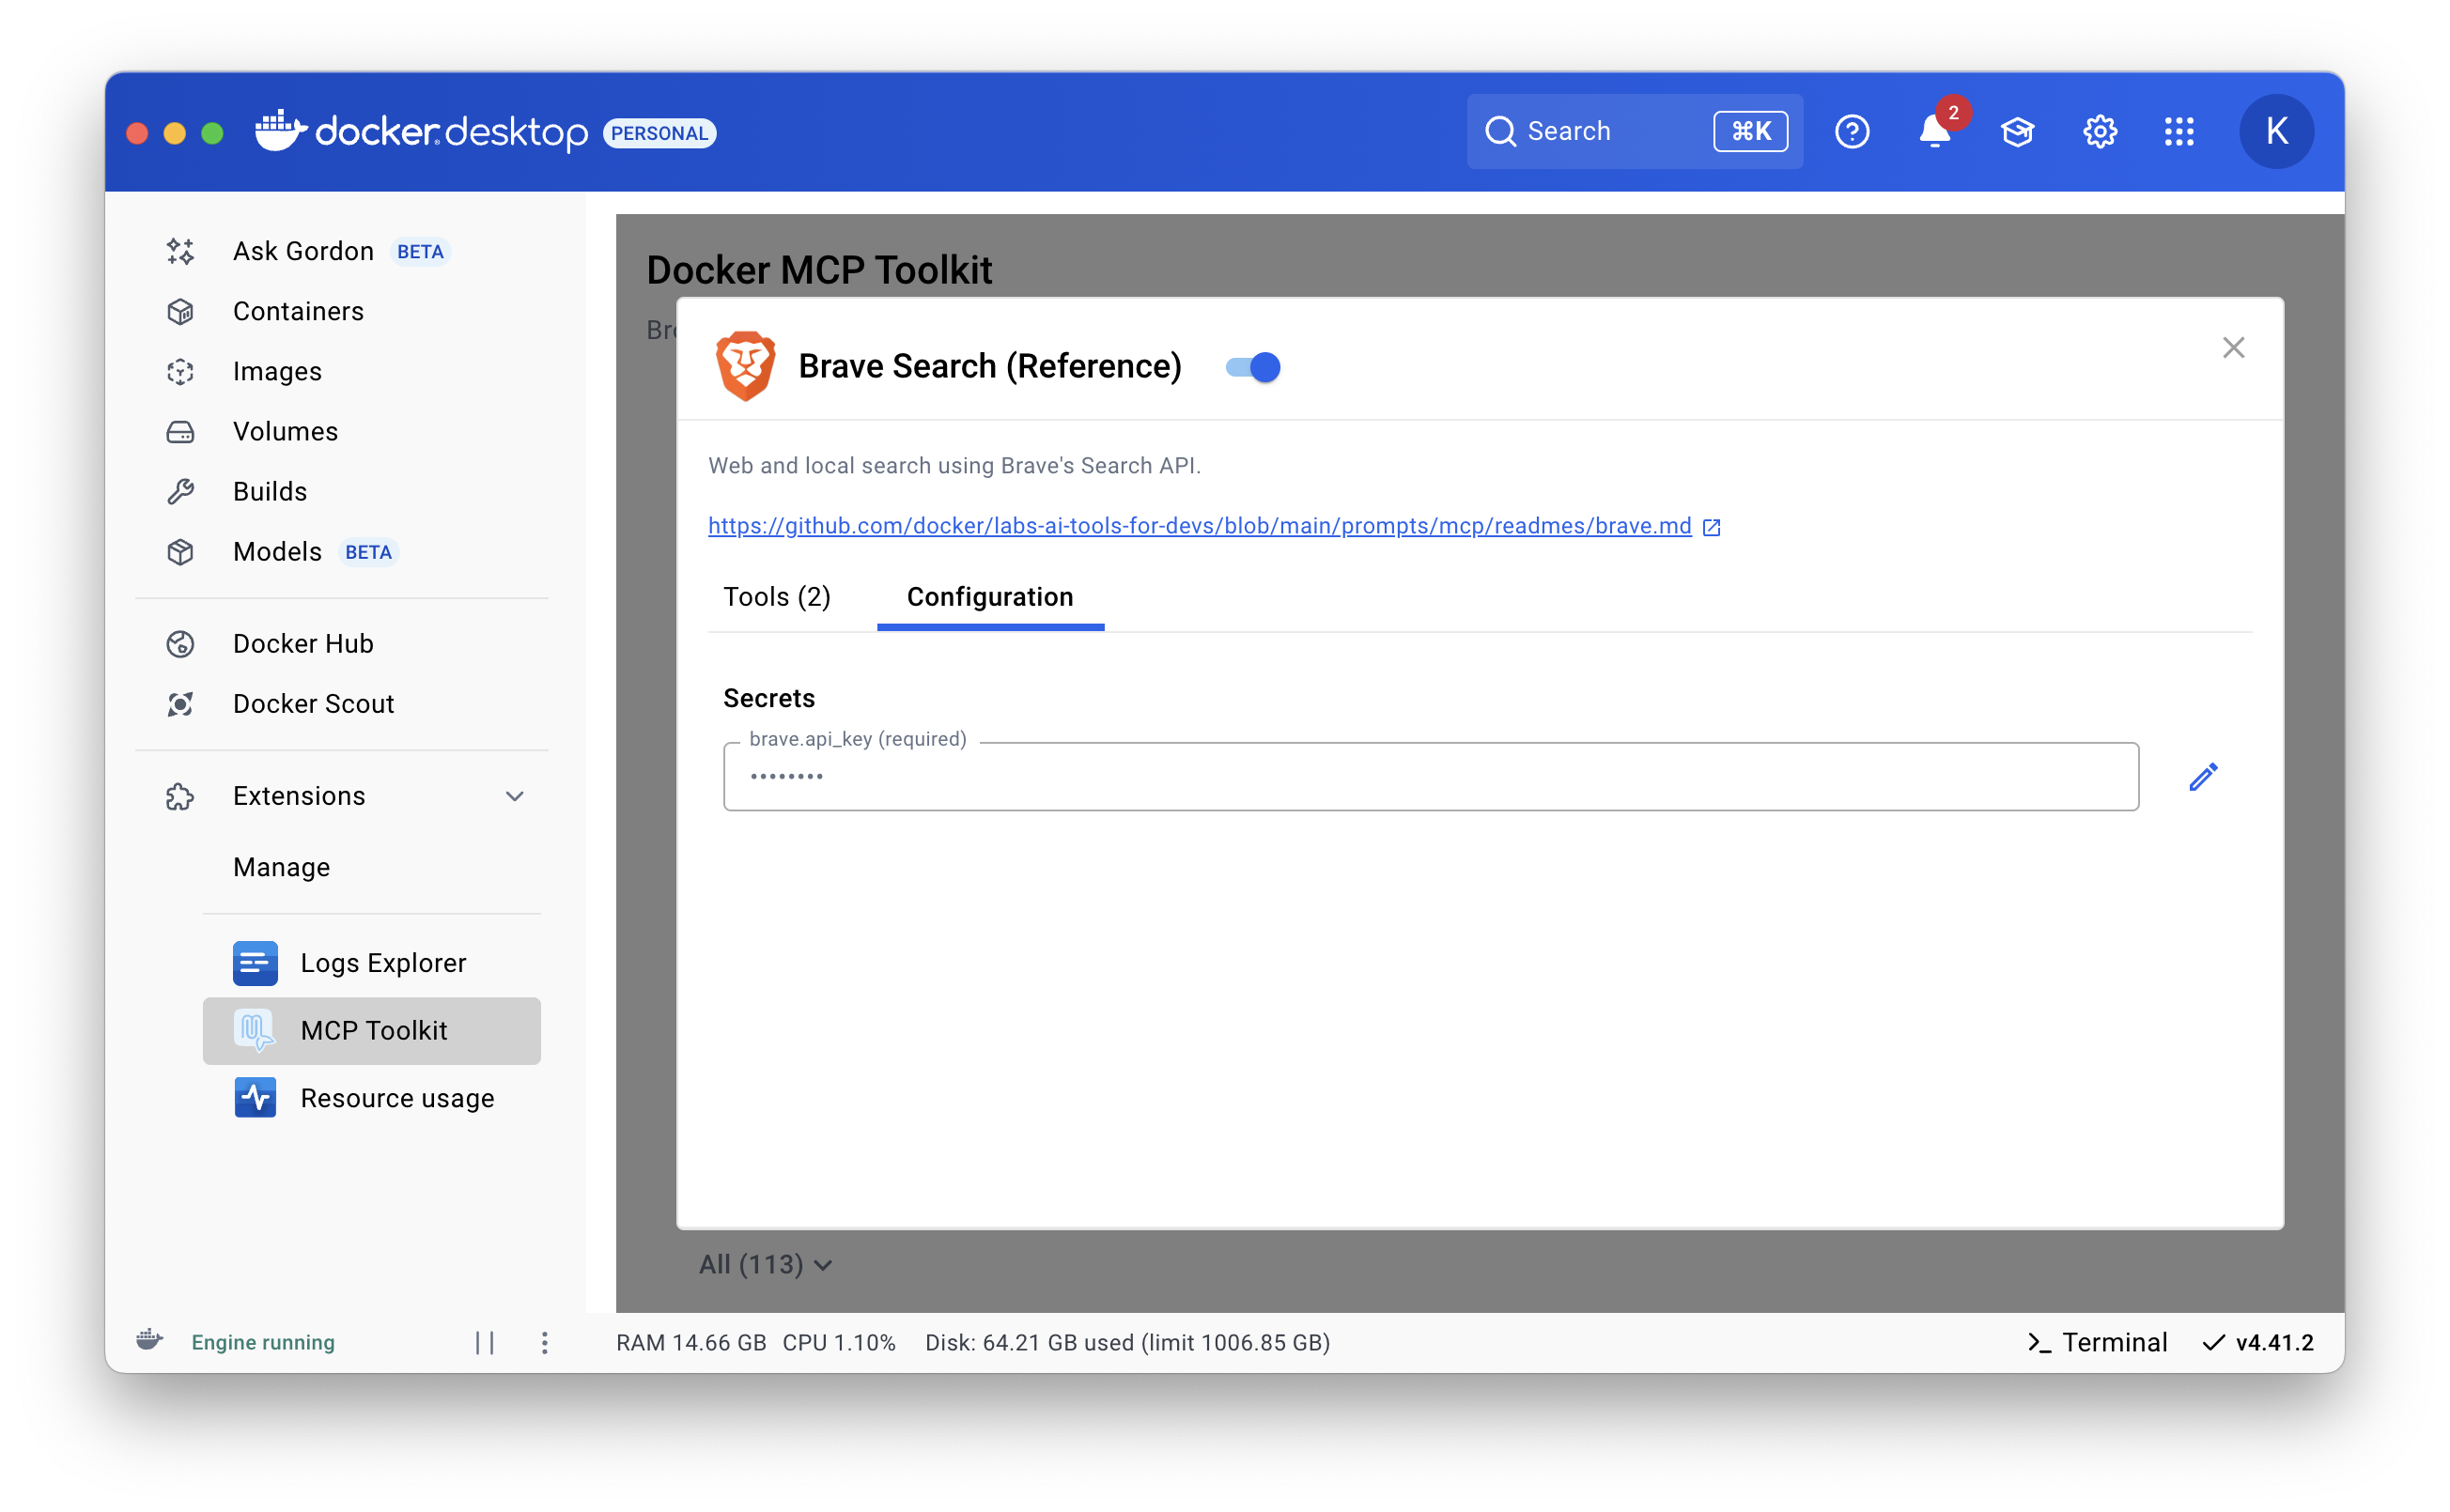 docker desktop PERSONAL
Search ⌘K
2
K
Ask Gordon BETA
Containers
Images
Volumes
Builds
Models BETA
Docker Hub
Docker Scout
Extensions
Manage
Logs Explorer
MCP Toolkit
Resource usage
Docker MCP Toolkit
Brave Search (Reference)
Web and local search using Brave's Search API.
https://github.com/docker/labs-ai-tools-for-devs/blob/main/prompts/mcp/readmes/brave.md
Tools (2)
Configuration
Secrets
brave.api_key (required)
••••••••
All (113)
Engine running
RAM 14.66 GB CPU 1.10% Disk: 64.21 GB used (limit 1006.85 GB)
Terminal
v4.41.2